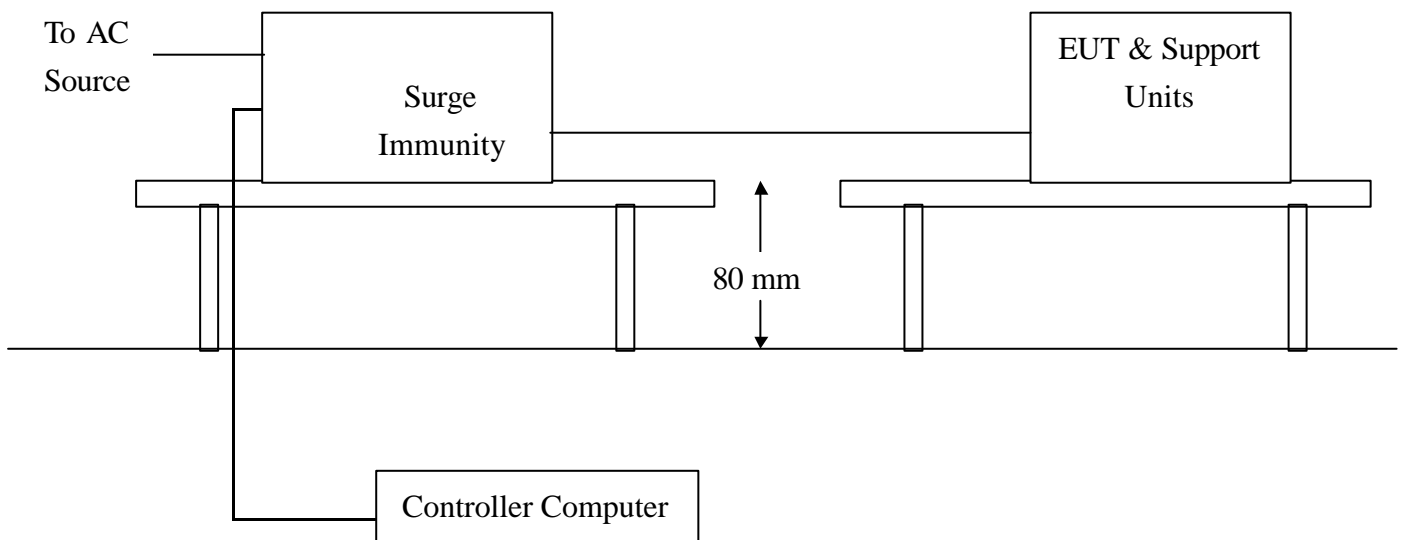 To AC
Source
Surge
Immunity
EUT & Support
Units
80 mm
Controller Computer